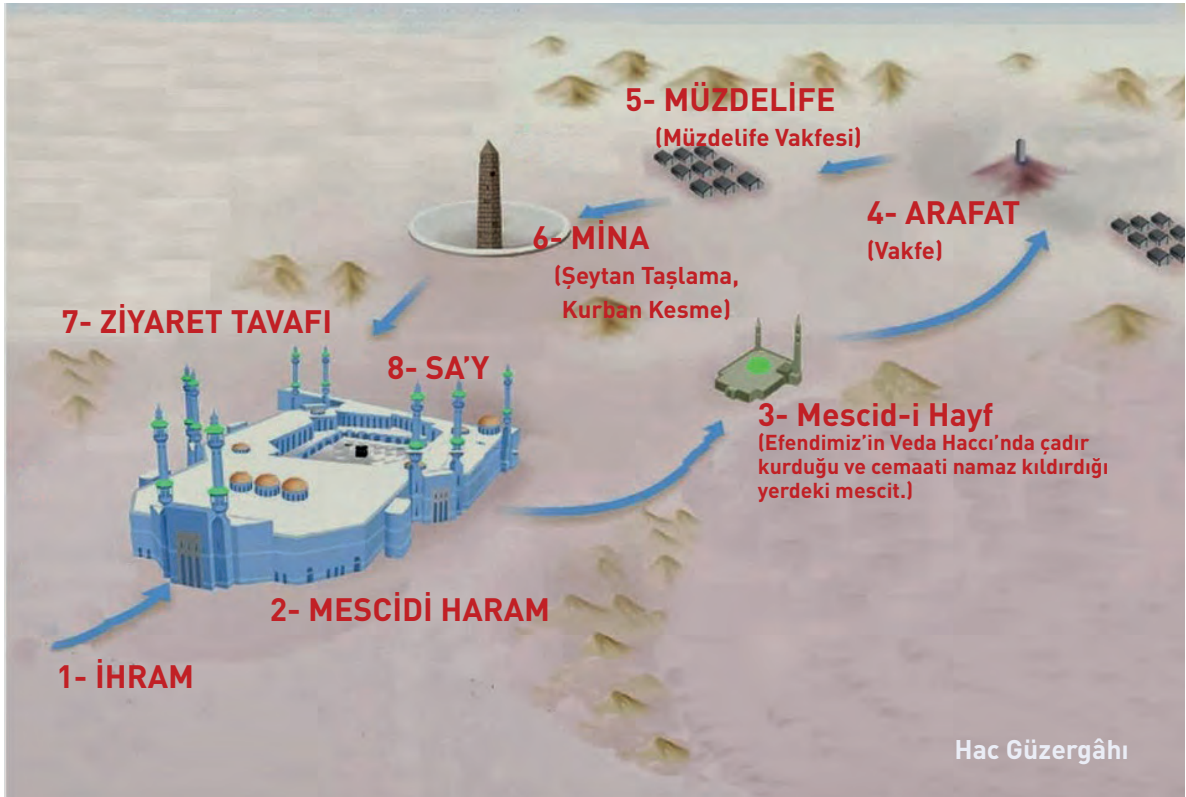 1- İHRAM
2- MESCİDİ HARAM
3- Mescid-i Hayf
(Efendimiz’in Veda Haccı’nda çadır
kurduğu ve cemaati namaz kıldırdığı
yerdeki mescit.)
4- ARAFAT
(Vakfe)
5- MÜZDELİFE
(Müzdelife Vakfesi)
6- MİNA
(Şeytan Taşlama,
Kurban Kesme)
7- ZİYARET TAVAFI
8- SA’Y
Hac Güzergâhı